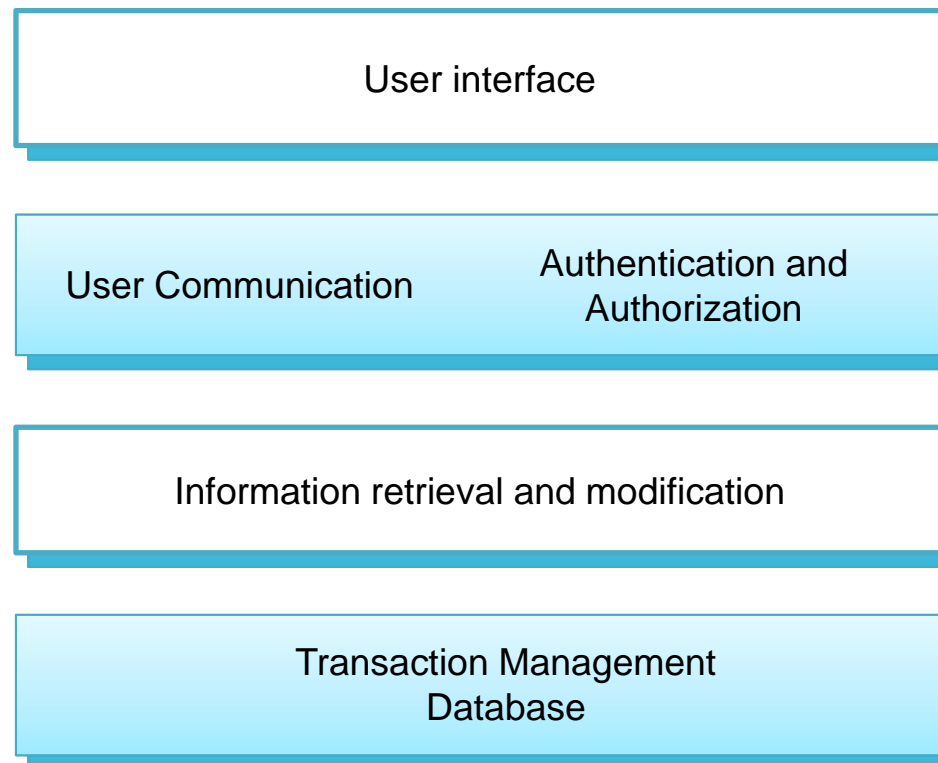 User interface
User Communication
Authentication and
Authorization
Information retrieval and modification
Transaction Management
Database